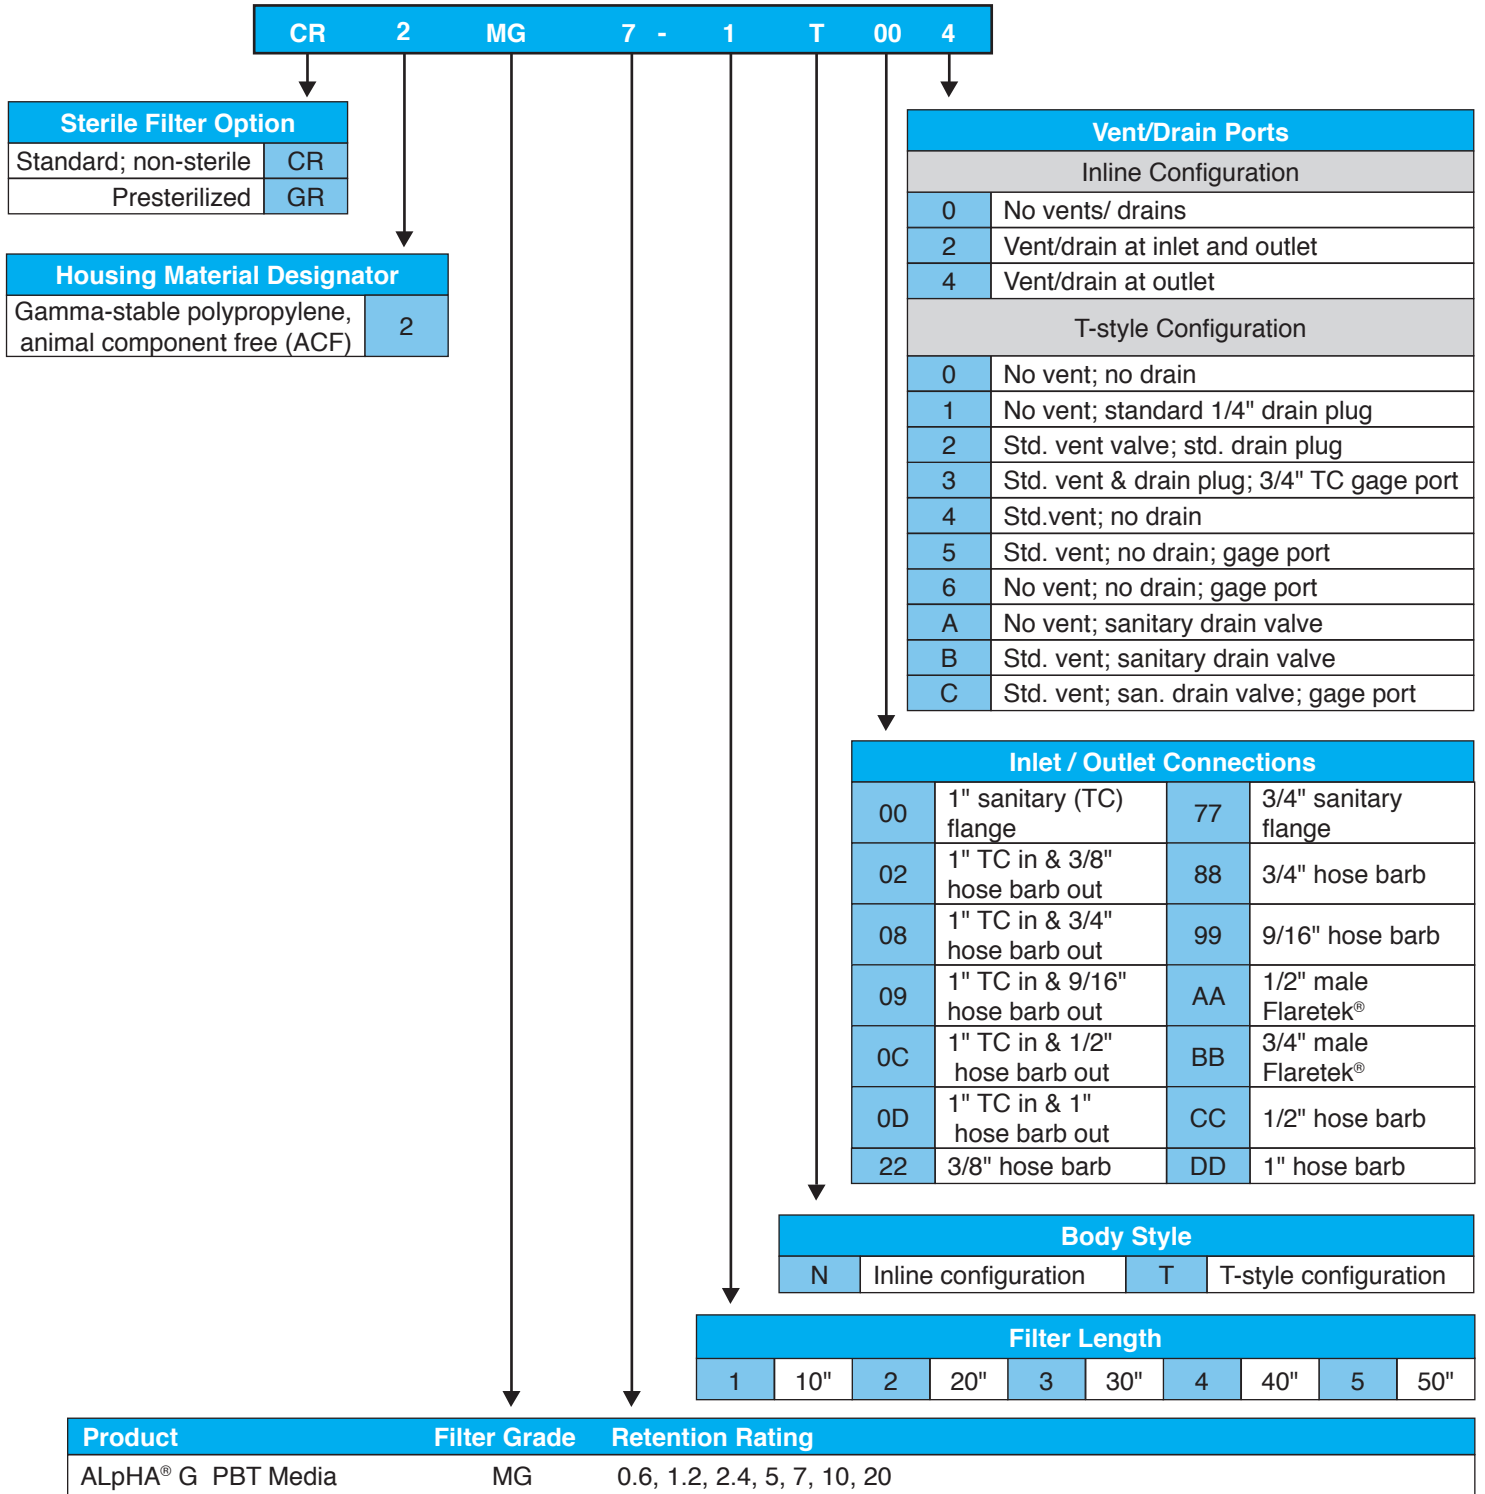 CR 2 MG 7 - 1 T 00 4
Sterile Filter Option
Standard; non-sterile CR
Presterilized GR
Housing Material Designator
Gamma-stable polypropylene,
animal component free (ACF) 2
Vent/Drain Ports
Inline Configuration
0 No vents/ drains
2 Vent/drain at inlet and outlet
4 Vent/drain at outlet
T-style Configuration
0 No vent; no drain
1 No vent; standard 1/4" drain plug
2 Std. vent valve; std. drain plug
3 Std. vent & drain plug; 3/4" TC gage port
4 Std.vent; no drain
5 Std. vent; no drain; gage port
6 No vent; no drain; gage port
A No vent; sanitary drain valve
B Std. vent; sanitary drain valve
C Std. vent; san. drain valve; gage port
Inlet / Outlet Connections
00 1" sanitary (TC)
flange
77 3/4" sanitary
flange
02 1" TC in & 3/8"
hose barb out
88 3/4" hose barb
08 1" TC in & 3/4"
hose barb out
99 9/16" hose barb
09 1" TC in & 9/16"
hose barb out
AA 1/2" male
Flaretek®
0C 1" TC in & 1/2"
hose barb out
BB 3/4" male
Flaretek®
0D 1" TC in & 1"
hose barb out
CC 1/2" hose barb
22 3/8" hose barb DD 1" hose barb
Body Style
N Inline configuration T T-style configuration
Filter Length
1 10" 2 20" 3 30" 4 40" 5 50"
Product Filter Grade Retention Rating
ALpHA® G PBT Media MG 0.6, 1.2, 2.4, 5, 7, 10, 20